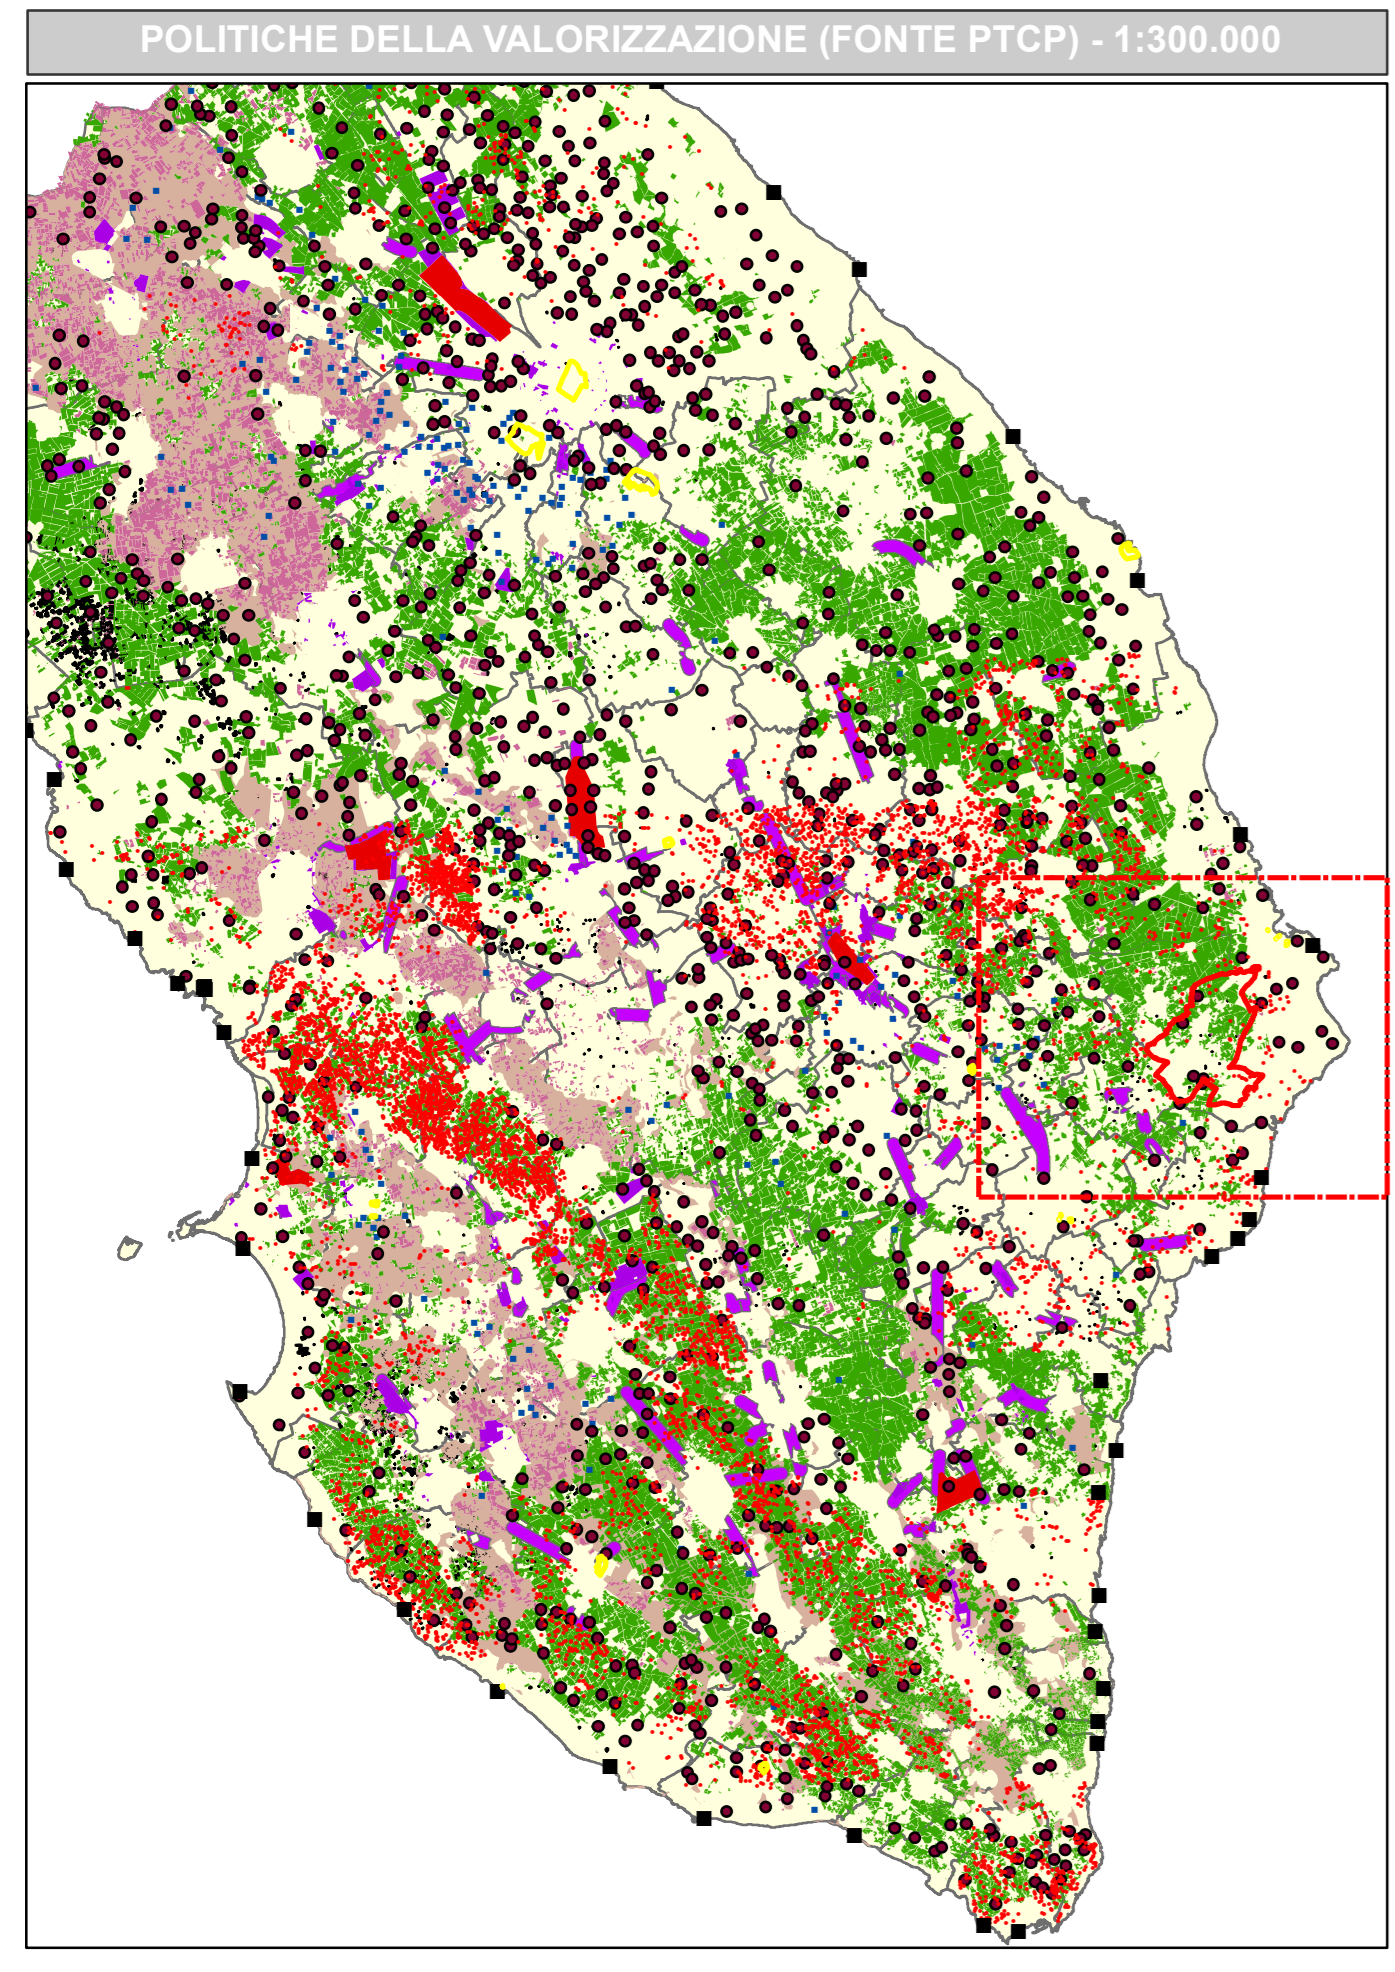 POLITICHE DELLA VALORIZZAZIONE (FONTE PTCP) - 1:300.000